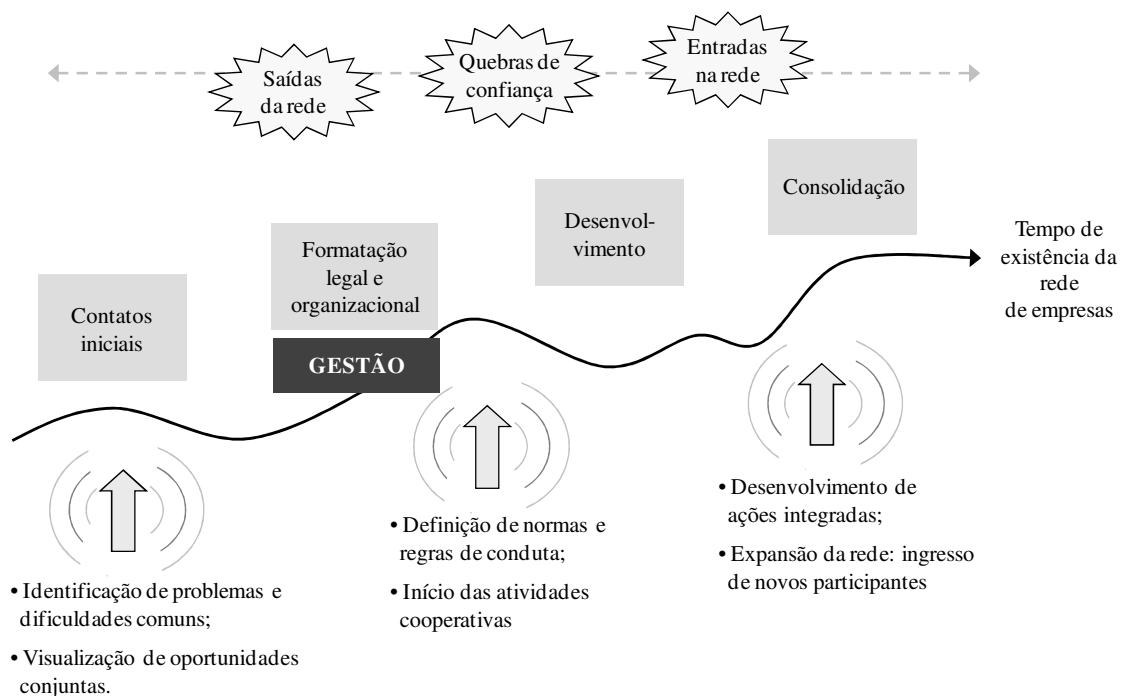 Saídas
da rede
Quebras de
confiança
Entradas
na rede
Consolidação
Desenvol-
vimento
Formatação
legal e
organizacional
GESTÃO
Contatos
iniciais
Tempo de
existência da
rede
de empresas
• Identificação de problemas e
dificuldades comuns;
• Visualização de oportunidades
conjuntas.
• Definição de normas e
regras de conduta;
• Início das atividades
cooperativas
• Desenvolvimento de
ações integradas;
• Expansão da rede: ingresso
de novos participantes